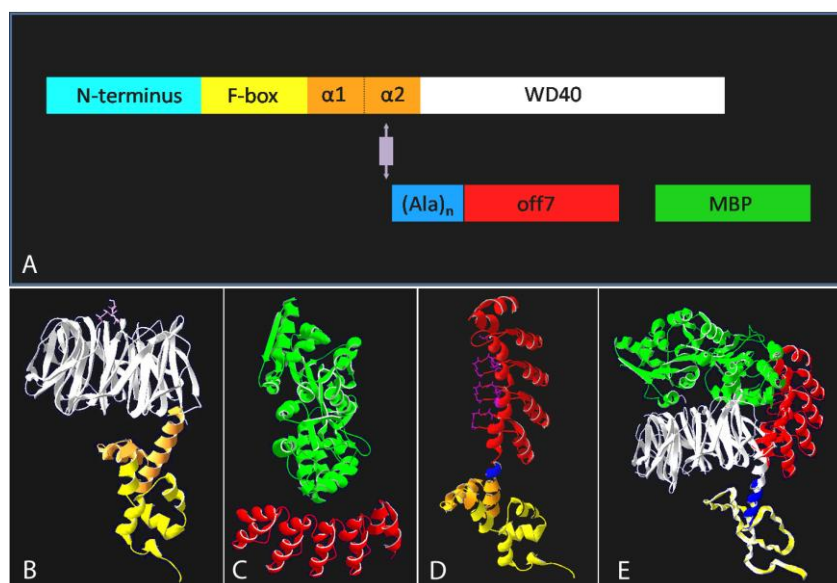 N-terminus F-box α1 α2 WD40
(Ala)n off7 MBP
A
B C D E